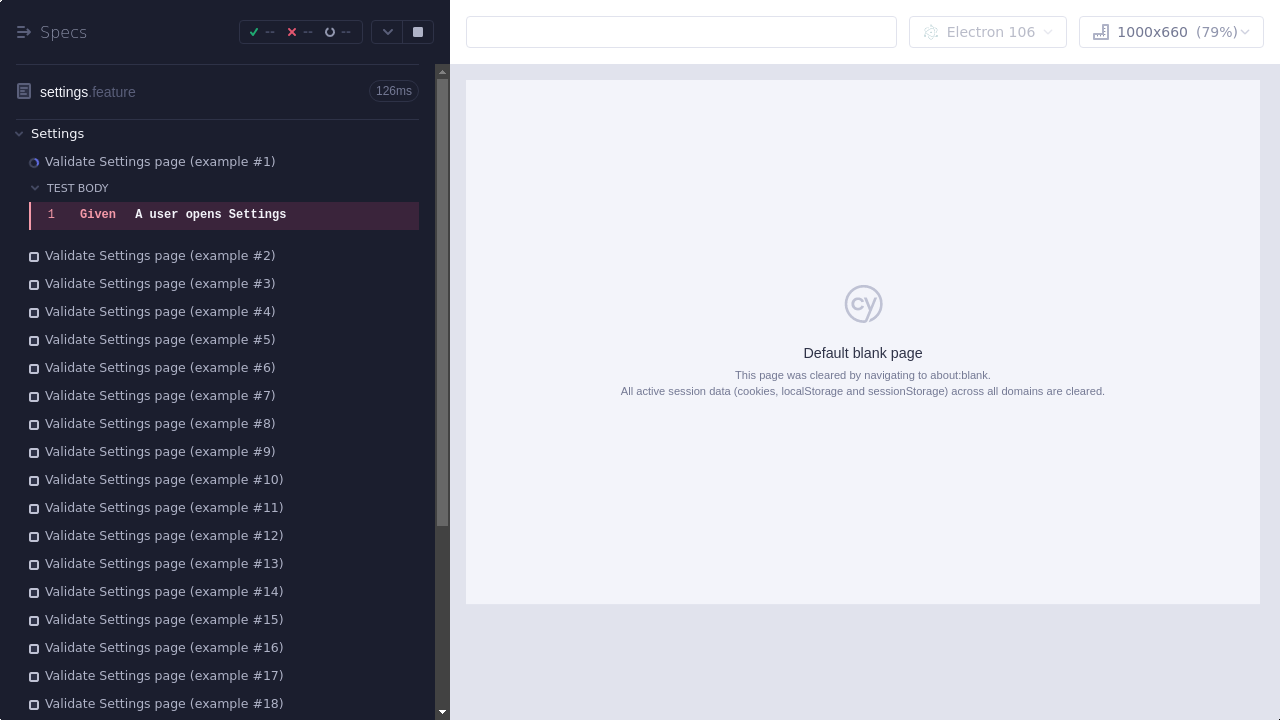 Specs
--
--
--
Electron 106
1000x660 (79%)
settings.feature
126ms
Settings
Validate Settings page (example #1)
TEST BODY
1 Given A user opens Settings
Validate Settings page (example #2)
Validate Settings page (example #3)
Validate Settings page (example #4)
Validate Settings page (example #5)
Validate Settings page (example #6)
Validate Settings page (example #7)
Validate Settings page (example #8)
Validate Settings page (example #9)
Validate Settings page (example #10)
Validate Settings page (example #11)
Validate Settings page (example #12)
Validate Settings page (example #13)
Validate Settings page (example #14)
Validate Settings page (example #15)
Validate Settings page (example #16)
Validate Settings page (example #17)
Validate Settings page (example #18)
cy
Default blank page
This page was cleared by navigating to about:blank.
All active session data (cookies, localStorage and sessionStorage) across all domains are cleared.